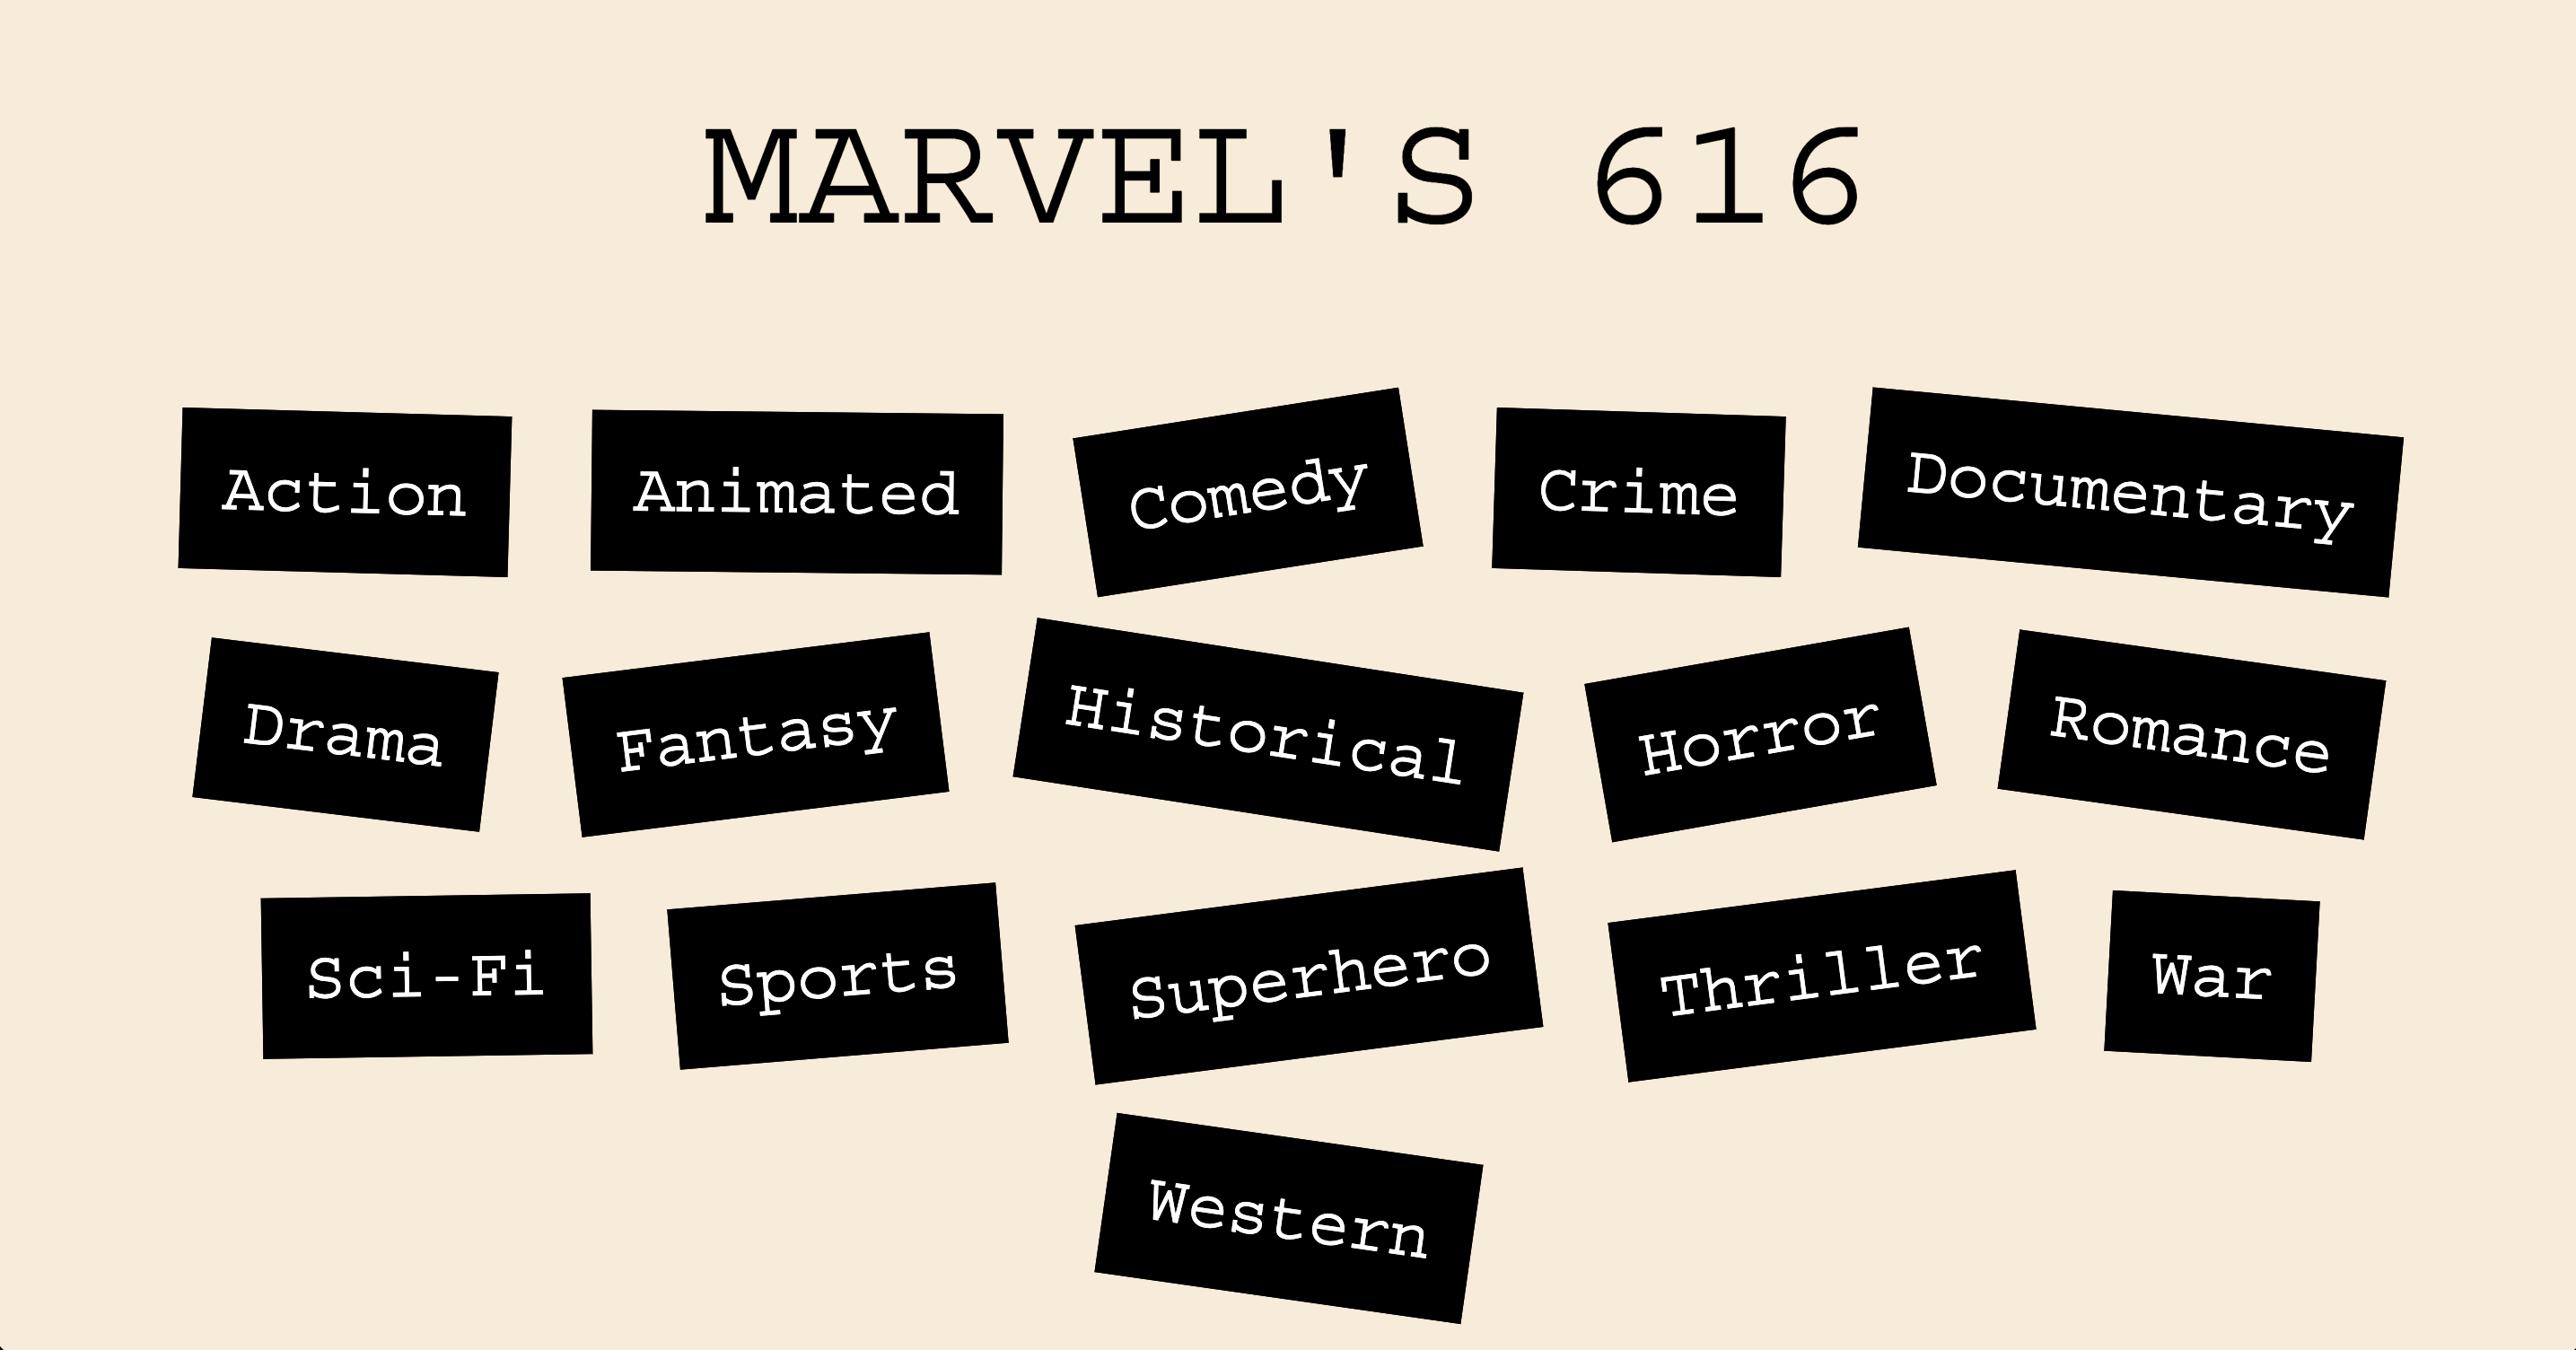 MARVEL'S 616
Action Animated Comedy Crime Documentary
Drama Fantasy Historical Horror Romance
Sci-Fi Sports Superhero Thriller War
Western